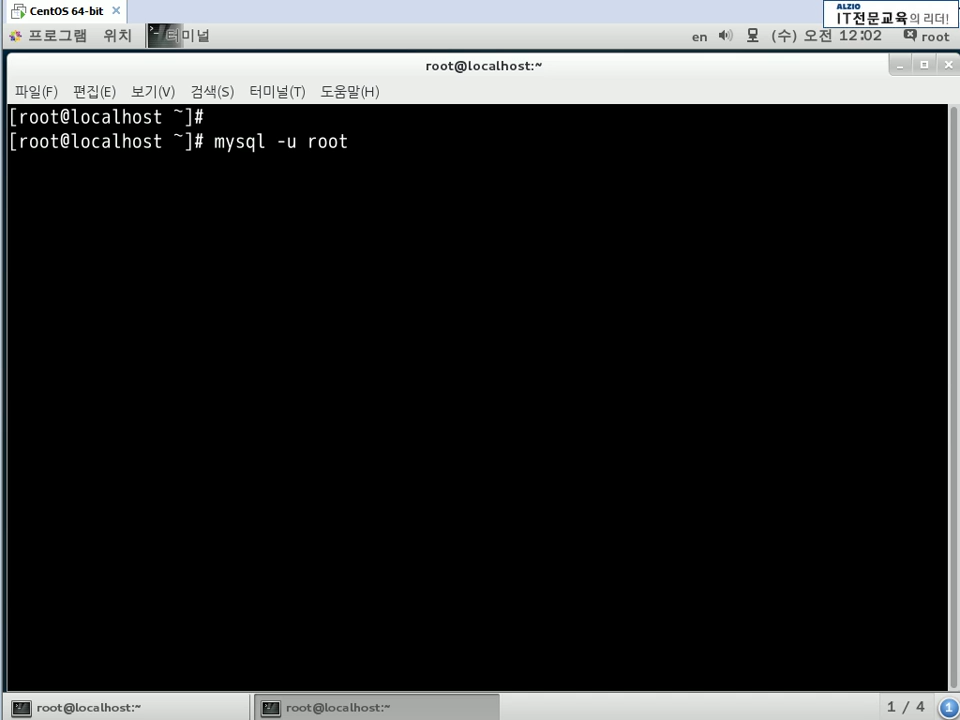 CentOS 64-bit
ALZIO
IT전문교육의 리더!
프로그램 위치 터미널 en (수) 오전 12:02 root
root@localhost:~
파일(F) 편집(E) 보기(V) 검색(S) 터미널(T) 도움말(H)
[root@localhost ~]#
[root@localhost ~]# mysql -u root
root@localhost:~ root@localhost:~ 1 / 4 1